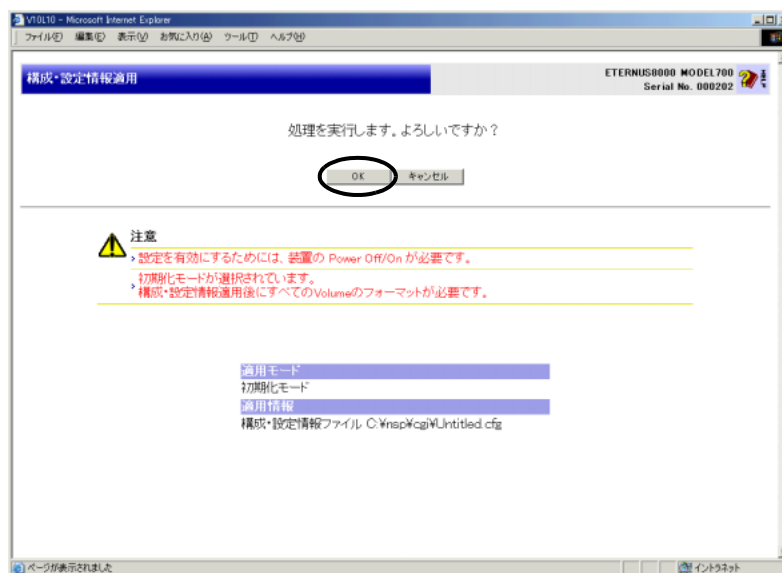 V10L10 - Microsoft Internet Explorer
ファイル(F) 編集(E) 表示(V) お気に入り(A) ツール(T) ヘルプ(H)
構成・設定情報適用
ETERNUS8000 MODEL700
Serial No. 000202
処理を実行します。よろしいですか？
OK キャンセル
注意
設定を有効にするためには、装置の Power Off/On が必要です。
初期化モードが選択されています。
構成・設定情報適用後にすべてのVolumeのフォーマットが必要です。
適用モード
初期化モード
適用情報
構成・設定情報ファイル C:¥nsp¥cgi¥Untitled.cfg
ページが表示されました
イントラネット